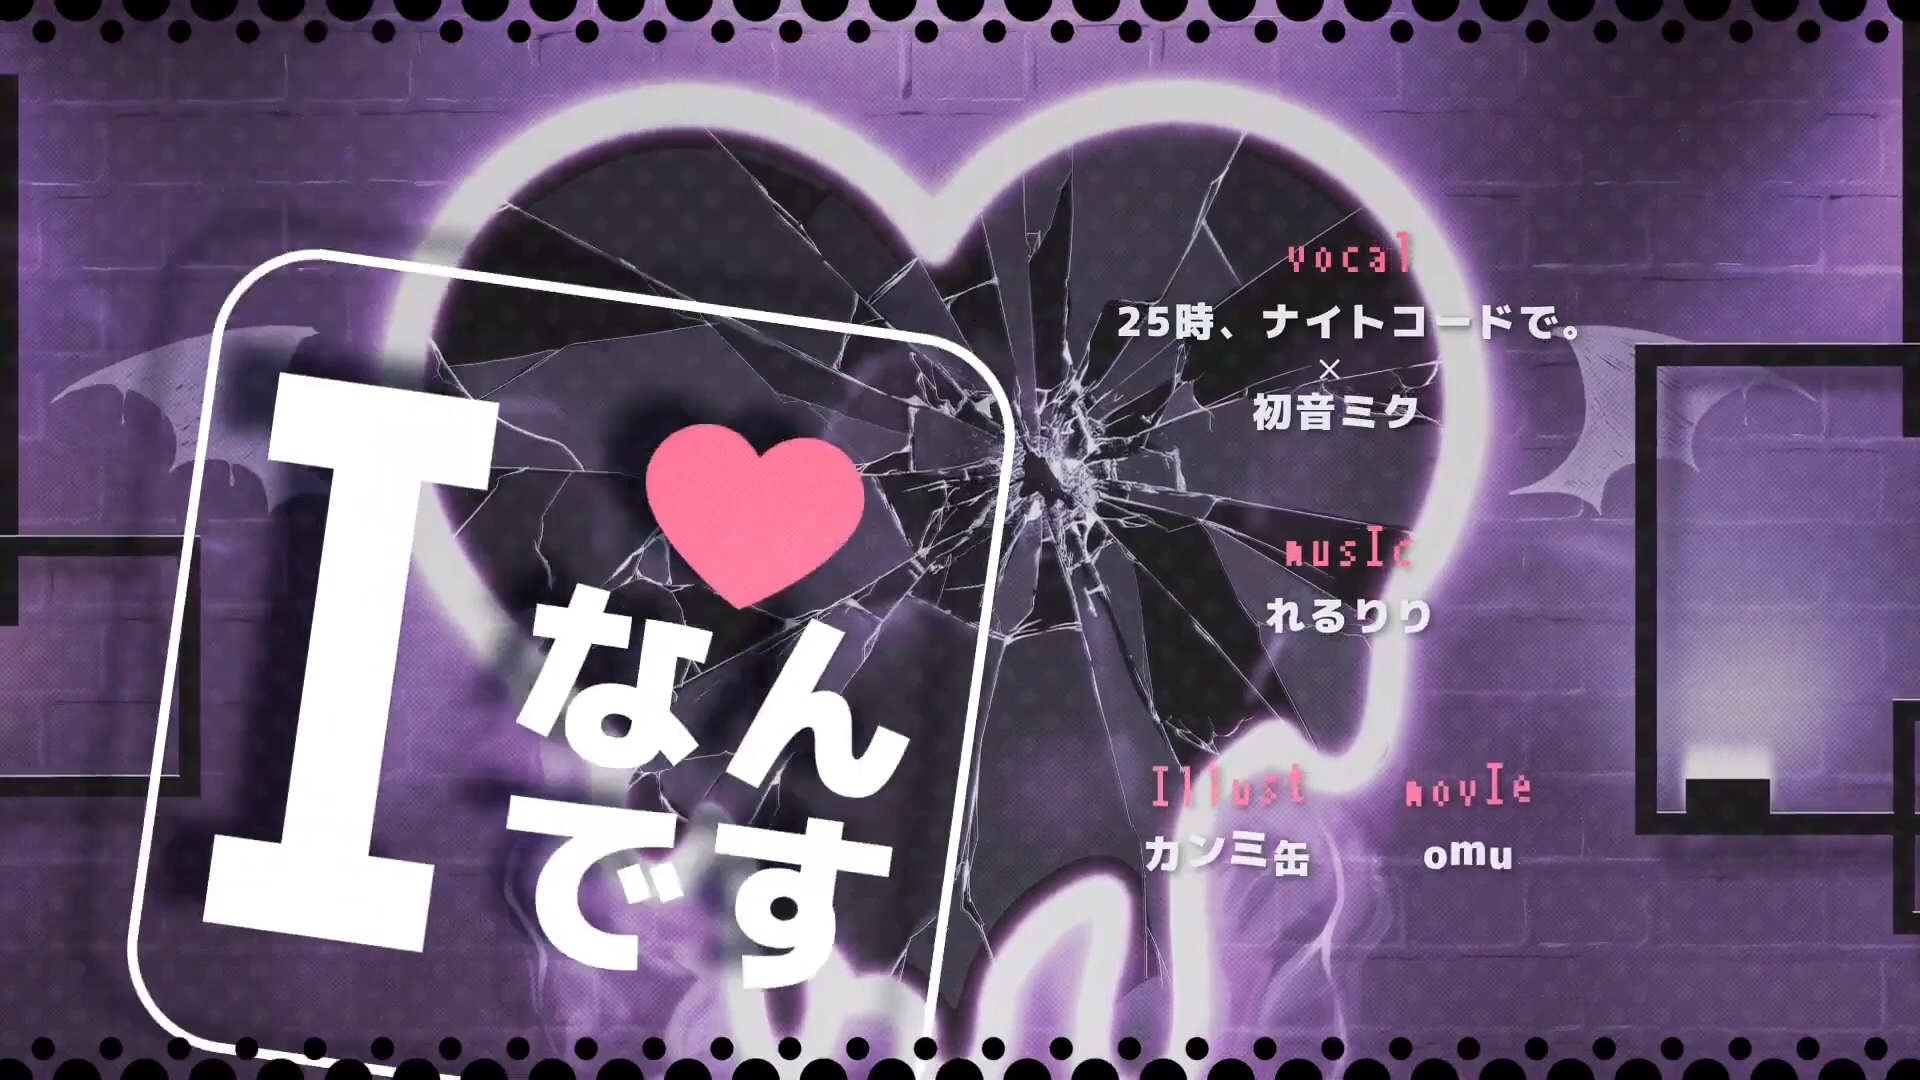 I
なん
です
vocal
25時、ナイトコードで。
×
初音ミク
musIc
れるりり
Illust
カンミ缶
movIe
omu